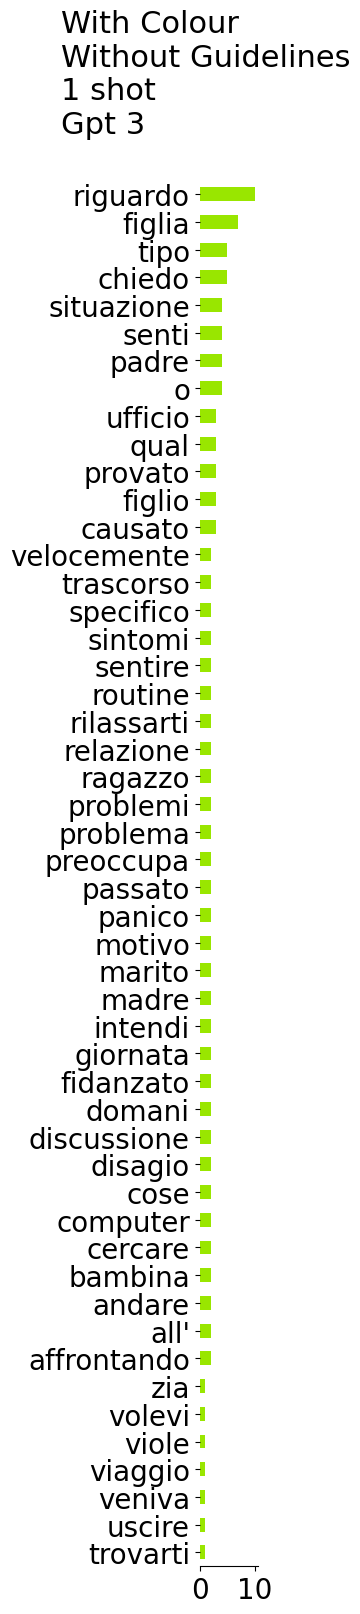 With Colour
Without Guidelines
1 shot
Gpt 3
riguardo
figlia
tipo
chiedo
situazione
senti
padre
o
ufficio
qual
provato
figlio
causato
velocemente
trascorso
specifico
sintomi
sentire
routine
rilassarti
relazione
ragazzo
problemi
problema
preoccupa
passato
panico
motivo
marito
madre
intendi
giornata
fidanzato
domani
discussione
disagio
cose
computer
cercare
bambina
andare
all'
affrontando
zia
volevi
viole
viaggio
veniva
uscire
trovarti
0 10